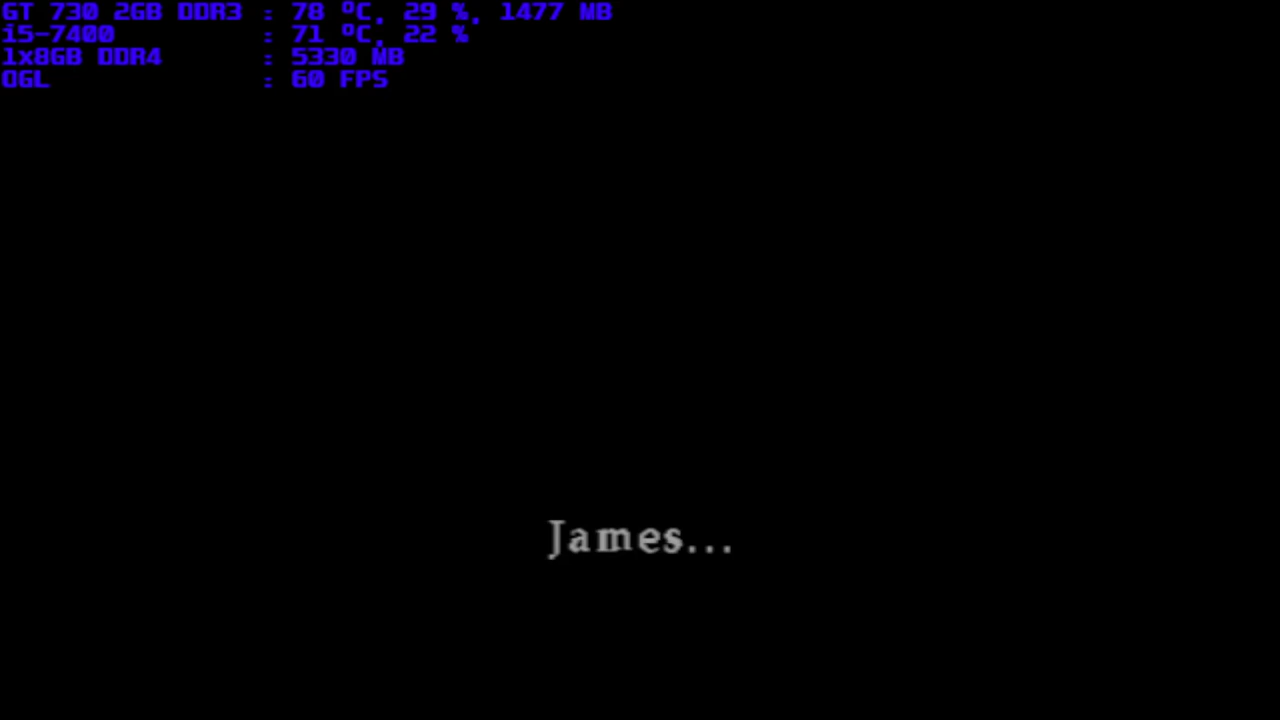 GT 730 2GB DDR3 : 78 ºC, 29 %, 1477 MB
i5-7400 : 71 ºC, 22 %
1x8GB DDR4 : 5330 MB
OGL : 60 FPS
James...